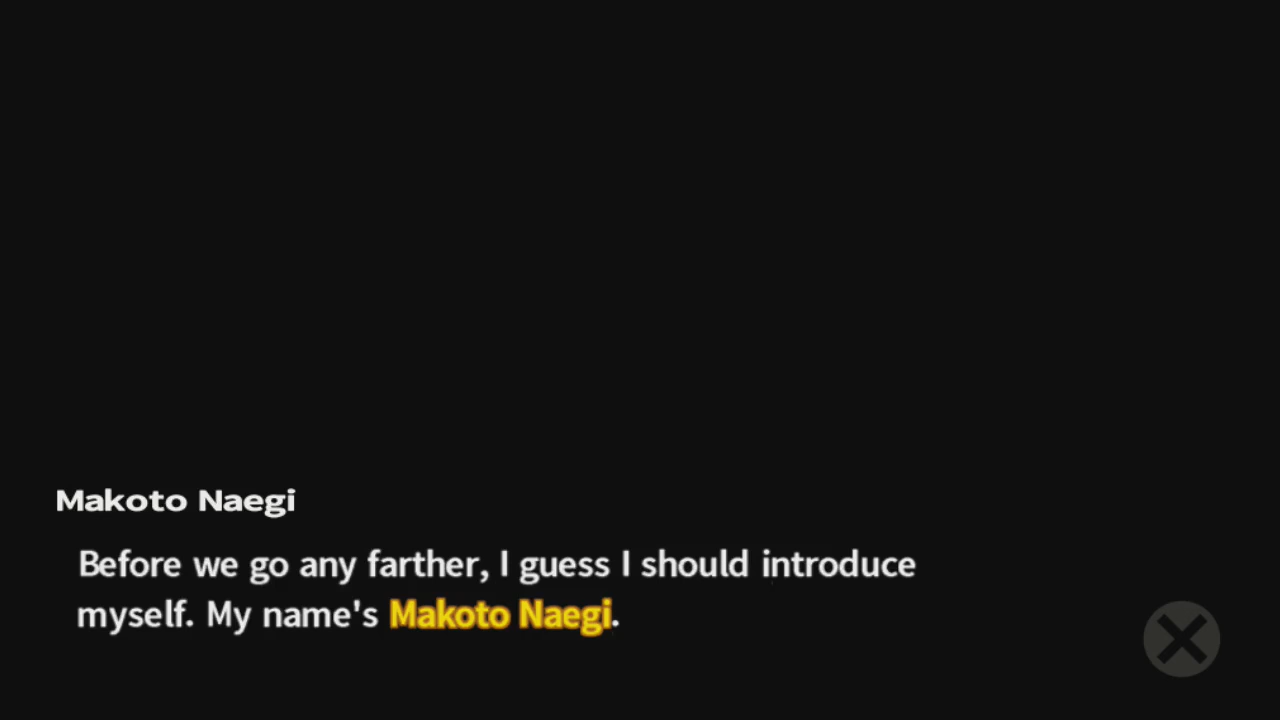 Makoto Naegi
Before we go any farther, I guess I should introduce
myself. My name's Makoto Naegi.